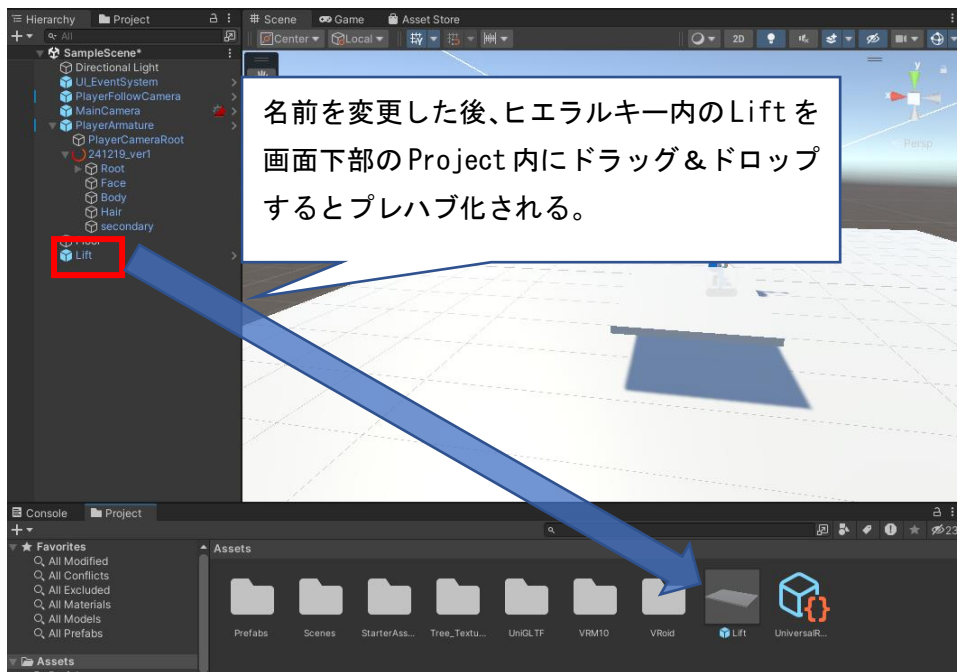 Hierarchy
Project
Scene
Game
Asset Store
All
Center
Local
2D
SampleScene*
Directional Light
UI_EventSystem
PlayerFollowCamera
MainCamera
PlayerArmature
PlayerCameraRoot
241219_ver1
Root
Face
Body
Hair
secondary
Lift
名前を変更した後、ヒエラルキー内のLiftを
画面下部のProject内にドラッグ&ドロップ
するとプレハブ化される。
y
Persp
Console
Project
23
Favorites
All Modified
All Conflicts
All Excluded
All Materials
All Models
All Prefabs
Assets
Assets
Prefabs
Scenes
StarterAss...
Tree_Textu...
UniGLTF
VRM10
VRoid
Lift
UniversalR...